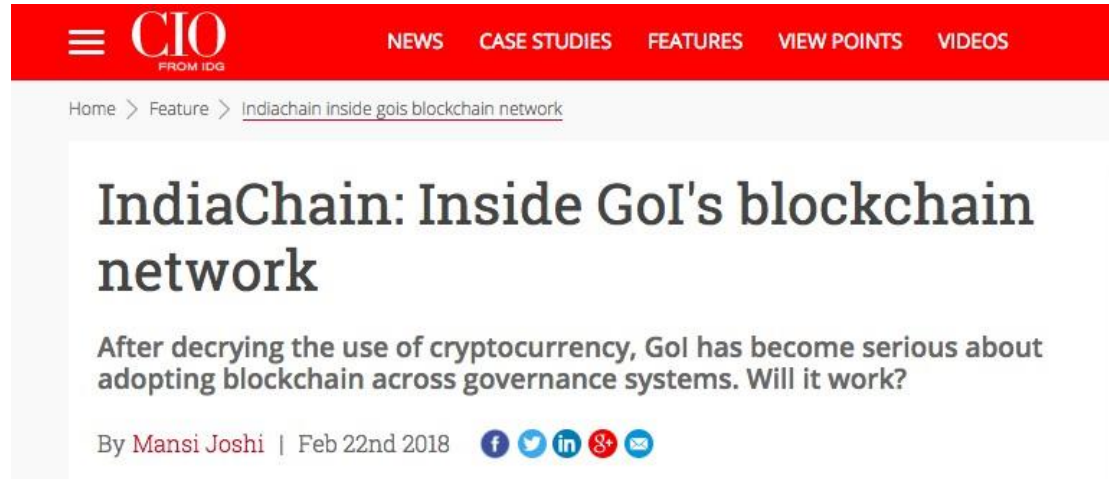 CIO
FROM IDG
NEWS CASE STUDIES FEATURES VIEW POINTS VIDEOS
Home > Feature > Indiachain inside gois blockchain network
IndiaChain: Inside GoI's blockchain
network
After decrying the use of cryptocurrency, GoI has become serious about
adopting blockchain across governance systems. Will it work?
By Mansi Joshi | Feb 22nd 2018 f in 8+